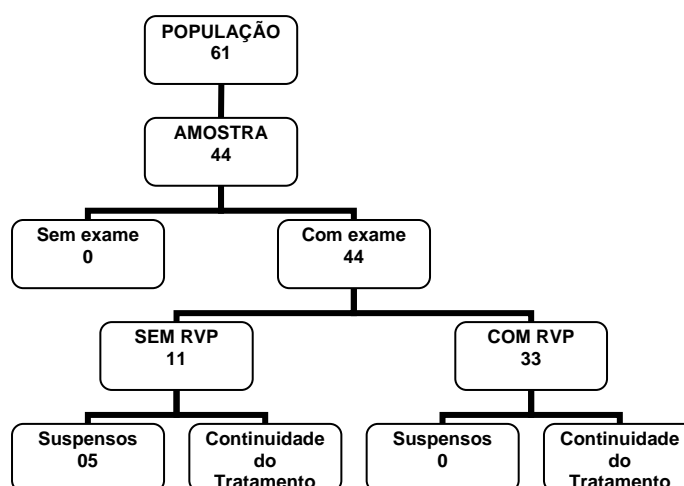 POPULAÇÃO
61
AMOSTRA
44
Sem exame
0
Com exame
44
SEM RVP
11
COM RVP
33
Suspensos
05
Continuidade
do
Tratamento
Suspensos
0
Continuidade
do
Tratamento